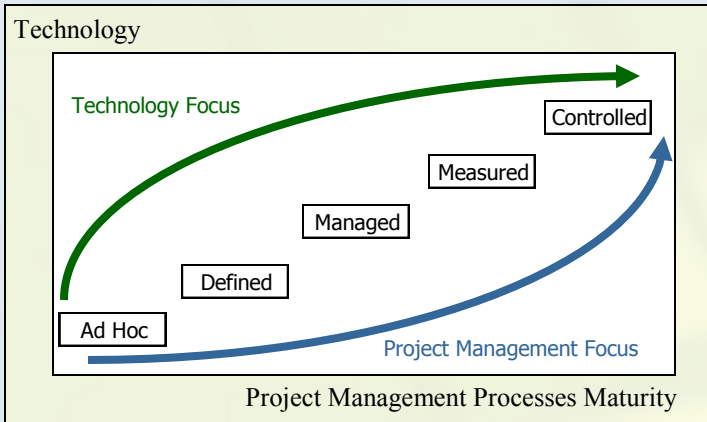 Technology
Technology Focus
Controlled
Measured
Managed
Defined
Ad Hoc
Project Management Focus
Project Management Processes Maturity